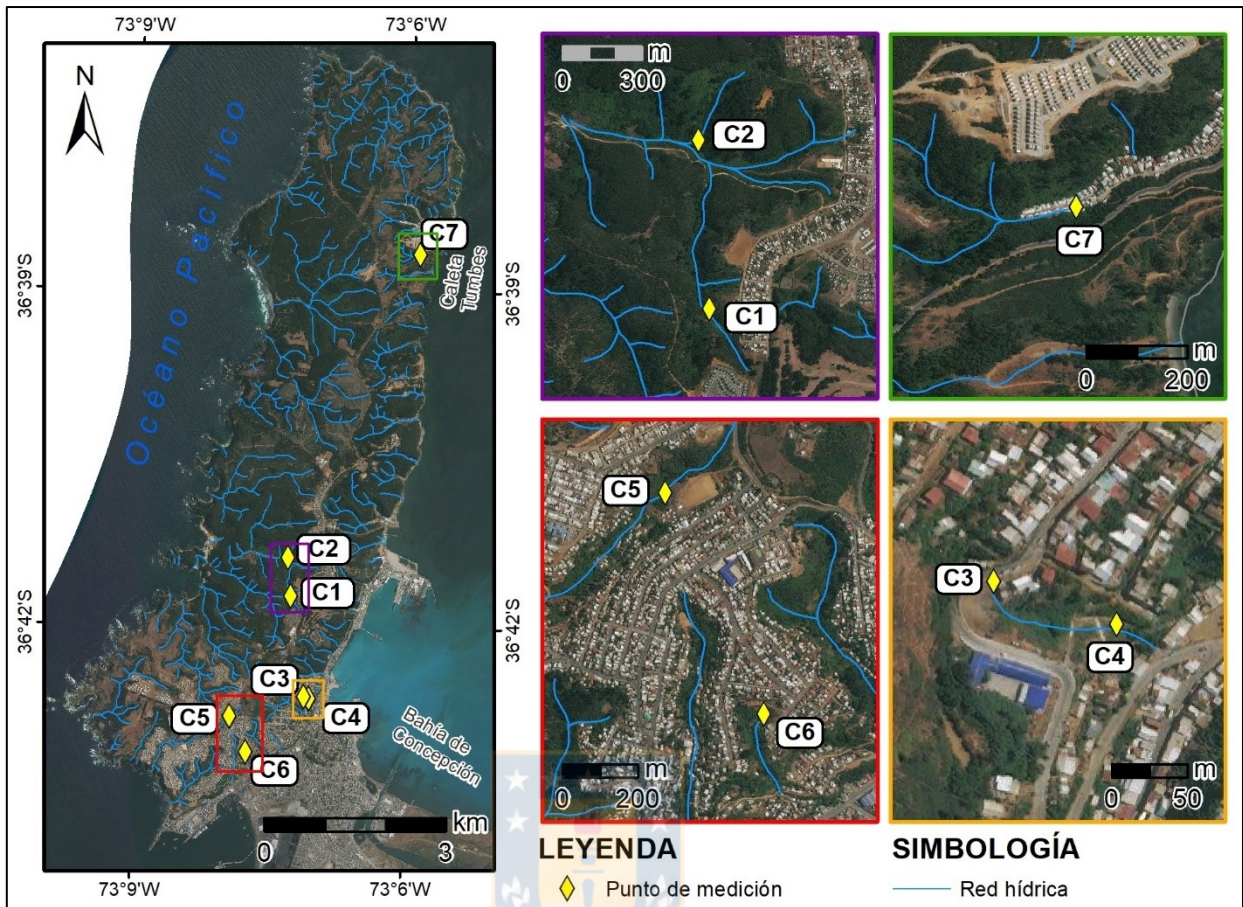 73°9'W
73°6'W
N
Océano Pacífico
C7
Caleta
Tumbes
36°39'S
36°39'S
C2
C1
36°42'S
36°42'S
C3
C4
C5
C6
Bahía de
Concepción
km
0 3
73°9'W
73°6'W
m
0 300
C2
C1
C7
m
0 200
C5
C6
m
0 200
C3
C4
m
0 50
LEYENDA
Punto de medición
SIMBOLOGÍA
Red hídrica